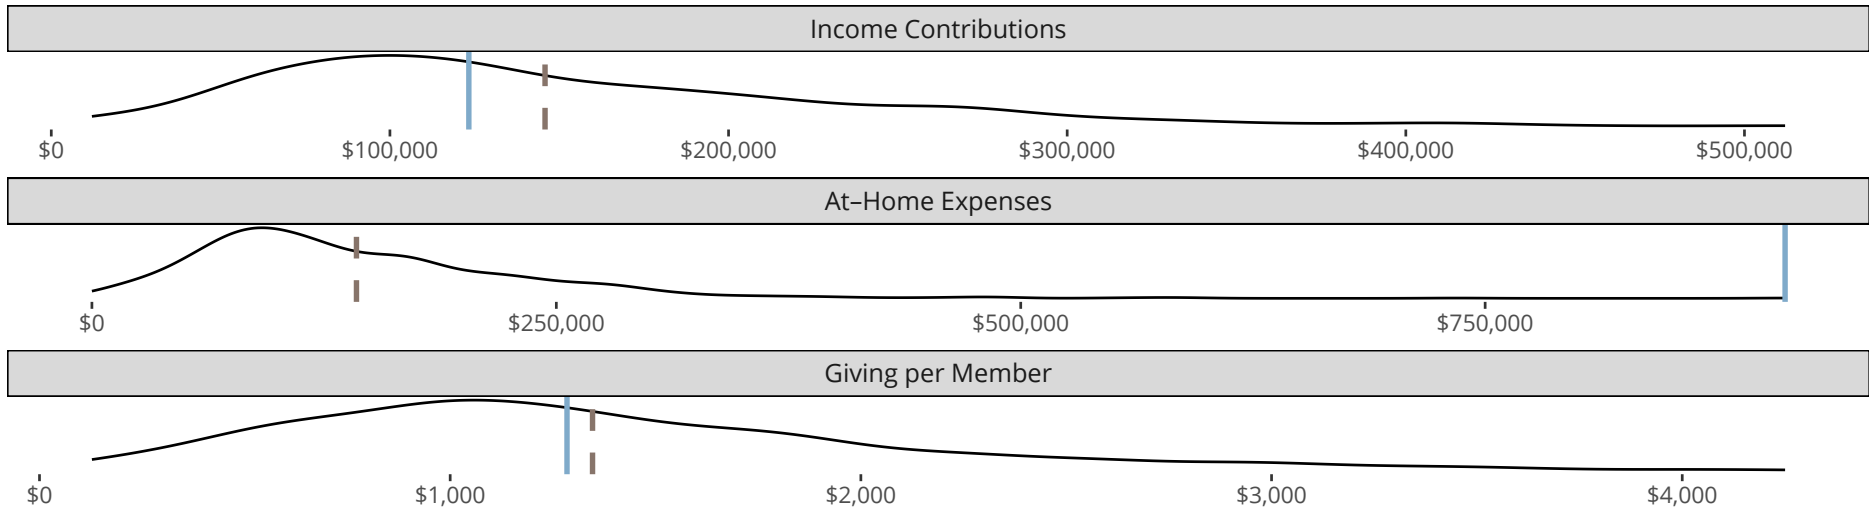 Income Contributions
$0 $100,000 $200,000 $300,000 $400,000 $500,000
At–Home Expenses
$0 $250,000 $500,000 $750,000
Giving per Member
$0 $1,000 $2,000 $3,000 $4,000